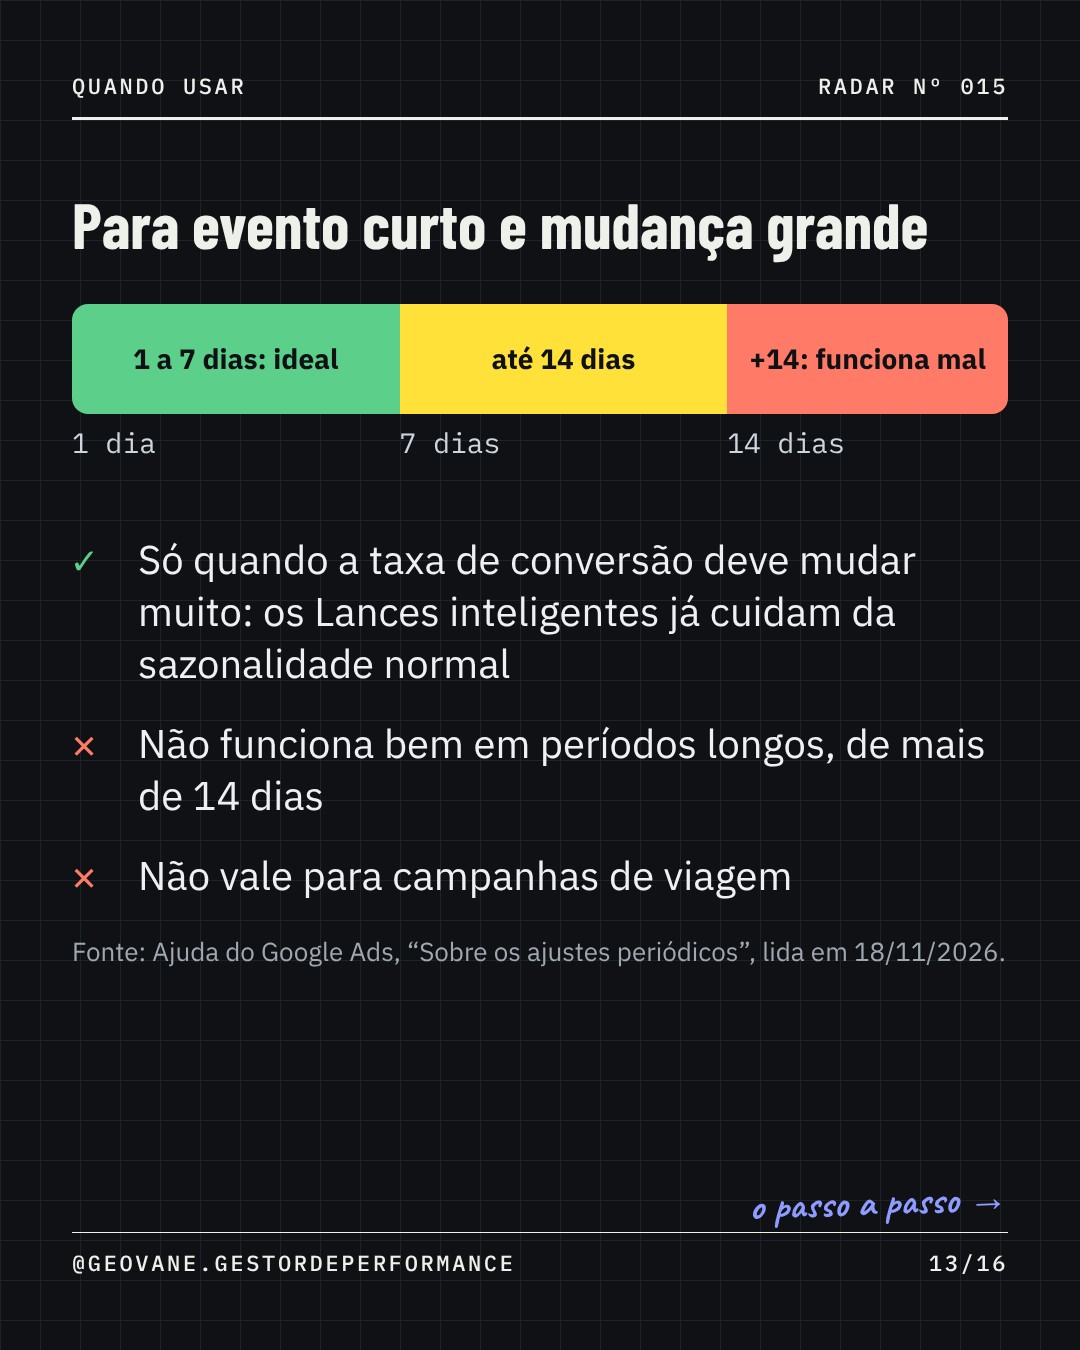 QUANDO USAR
RADAR Nº 015
Para evento curto e mudança grande
1 a 7 dias: ideal
até 14 dias
+14: funciona mal
1 dia
7 dias
14 dias
✓ Só quando a taxa de conversão deve mudar
muito: os Lances inteligentes já cuidam da
sazonalidade normal
✕ Não funciona bem em períodos longos, de mais
de 14 dias
✕ Não vale para campanhas de viagem
Fonte: Ajuda do Google Ads, “Sobre os ajustes periódicos”, lida em 18/11/2026.
o passo a passo →
@GEOVANE.GESTORDEPERFORMANCE
13/16